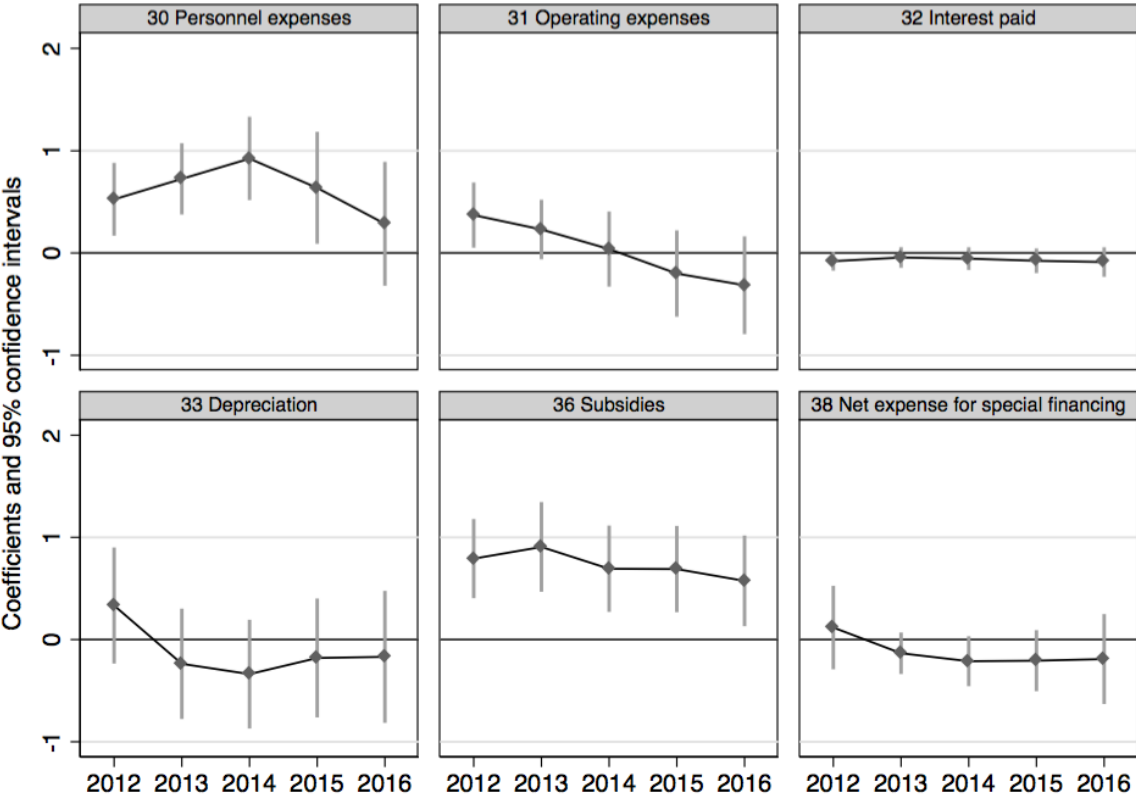 30 Personnel expenses
31 Operating expenses
32 Interest paid
2
1
0
-1
33 Depreciation
36 Subsidies
38 Net expense for special financing
2
1
0
-1
2012 2013 2014 2015 2016
2012 2013 2014 2015 2016
2012 2013 2014 2015 2016
Coefficients and 95% confidence intervals